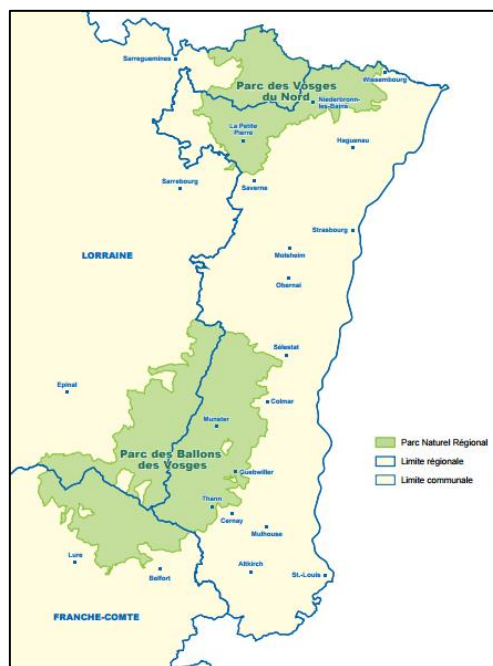 Sarreguemines
Wissembourg
Parc des Vosges
du Nord
Niederbronn-
les-Bains
La Petite
Pierre
Haguenau
Sarrebourg
Saverne
Strasbourg
LORRAINE
Molsheim
Obernai
Sélestat
Epinal
Colmar
Munster
Parc Naturel Régional
Parc des Ballons
des Vosges
Limite régionale
Guebwiller
Limite communale
Thann
Cernay
Mulhouse
Lure
Belfort
Altkirch
St.-Louis
FRANCHE-COMTE